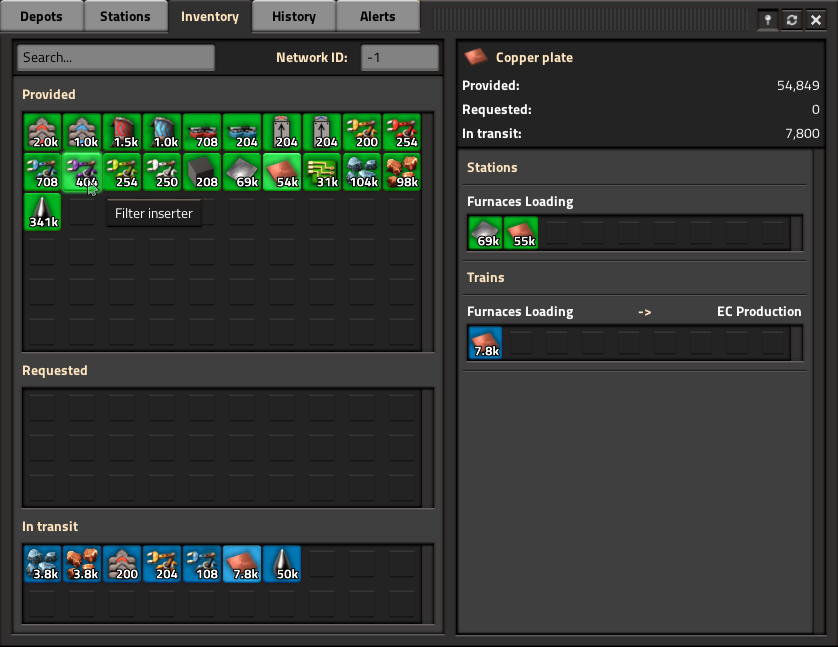 Depots
Stations
Inventory
History
Alerts
Search...
Network ID:
-1
Provided
2.0k
1.0k
1.5k
1.0k
708
204
204
204
200
254
708
404
254
250
208
69k
54k
31k
104k
98k
341k
Filter inserter
Requested
In transit
3.8k
3.8k
200
204
108
7.8k
50k
Copper plate
Provided:
54,849
Requested:
0
In transit:
7,800
Stations
Furnaces Loading
69k
55k
Trains
Furnaces Loading -> EC Production
7.8k